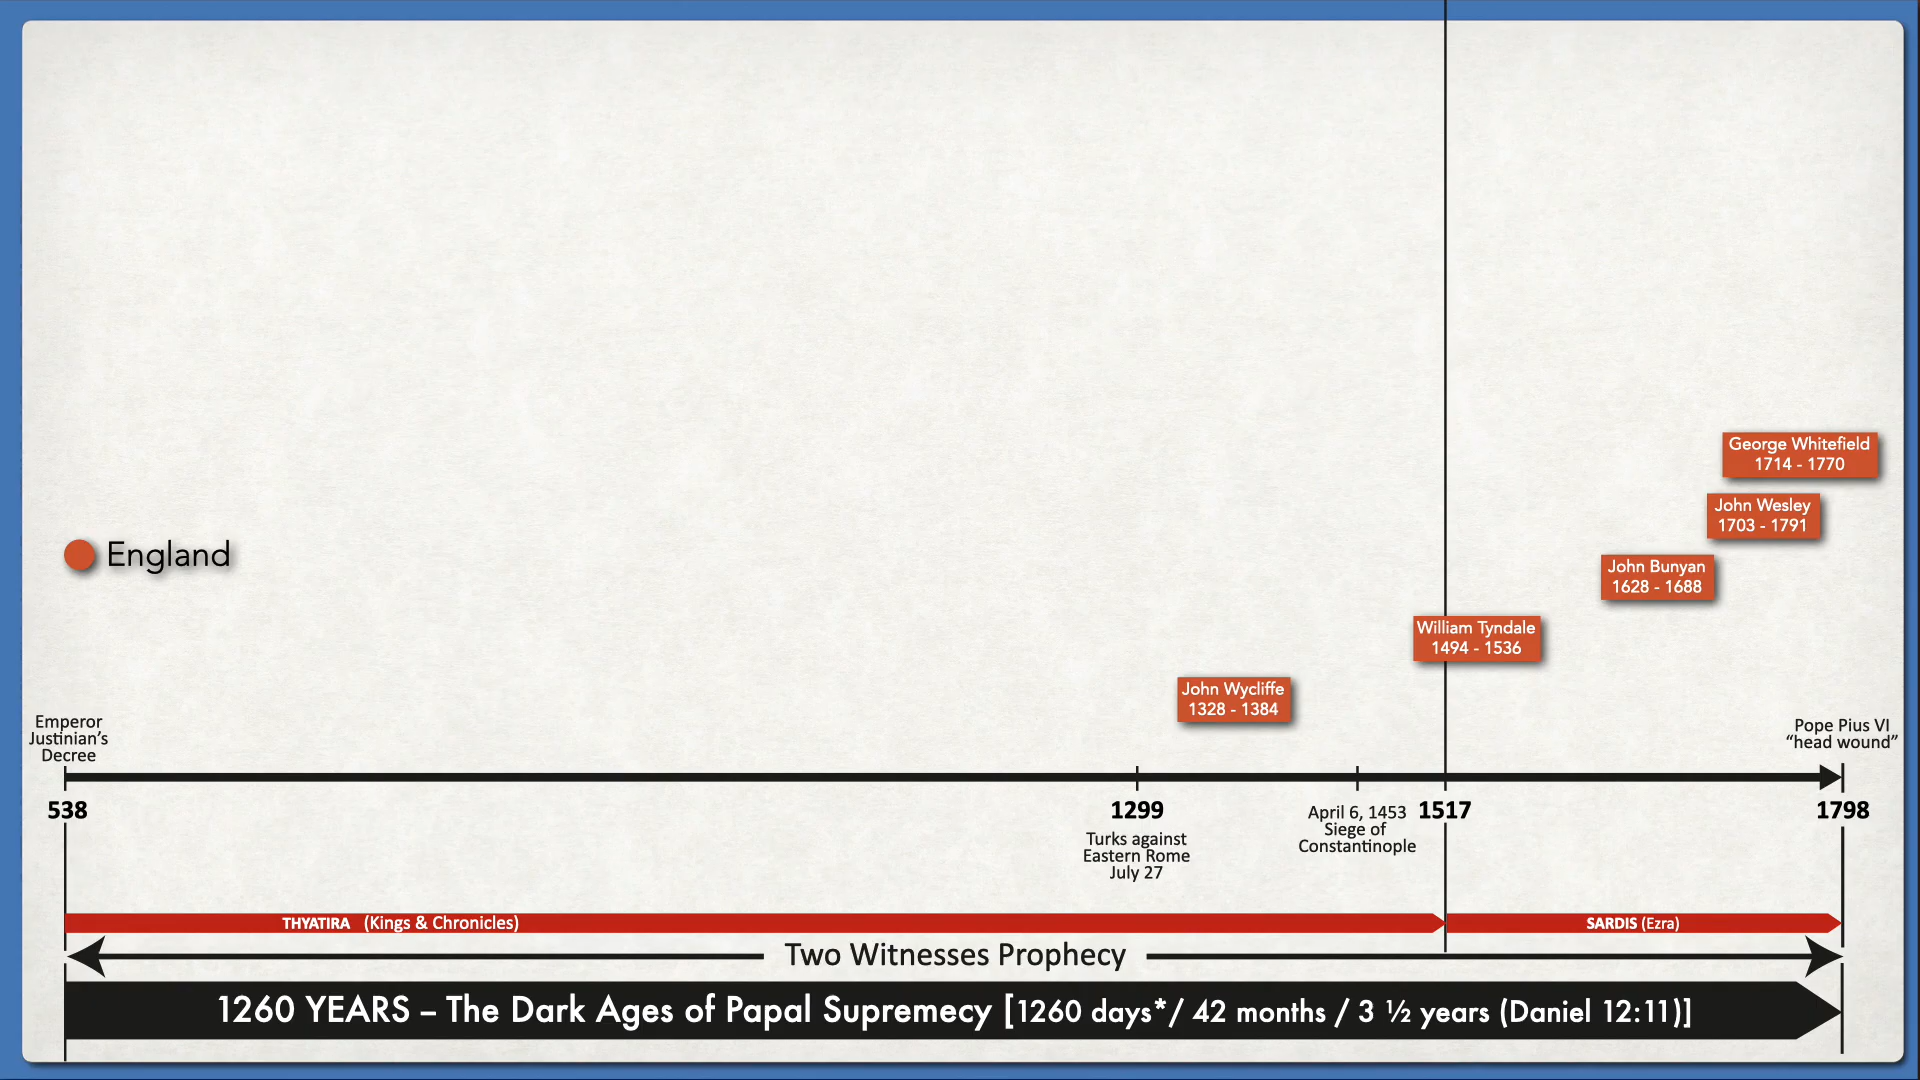 George Whitefield
1714 - 1770
John Wesley
1703 - 1791
England
John Bunyan
1628 - 1688
William Tyndale
1494 - 1536
John Wycliffe
1328 - 1384
Emperor
Justinian's
Decree
Pope Pius VI
“head wound”
538
1299
Turks against
Eastern Rome
July 27
April 6, 1453
Siege of
Constantinople
1517
1798
THYATIRA (Kings & Chronicles)
SARDIS (Ezra)
Two Witnesses Prophecy
1260 YEARS – The Dark Ages of Papal Supremecy [1260 days*/ 42 months / 3 ½ years (Daniel 12:11)]